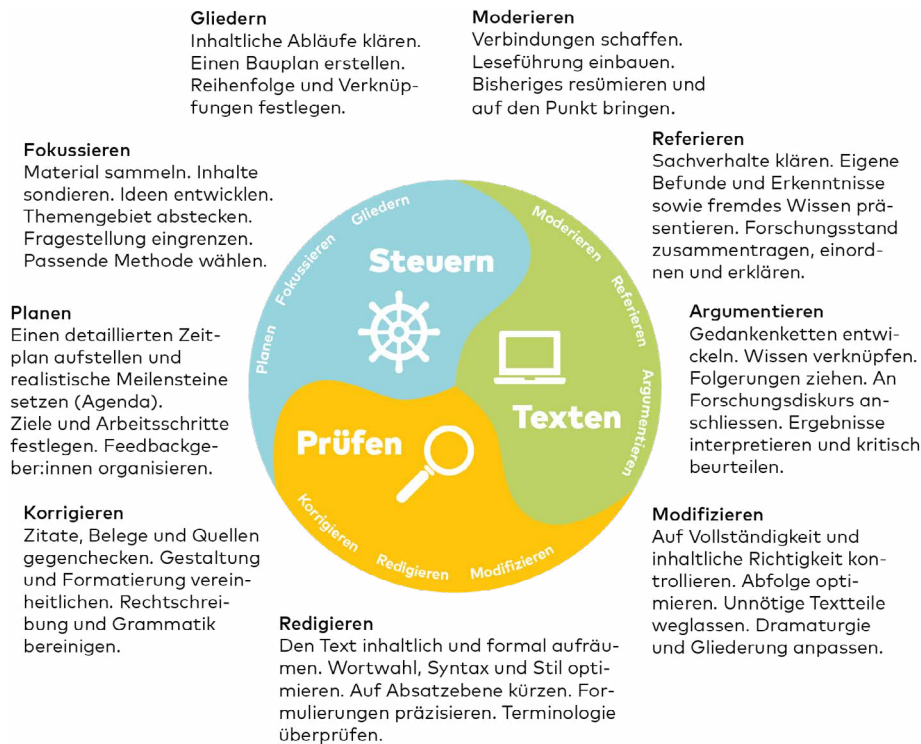 Gliedern
Inhaltliche Abläufe klären.
Einen Bauplan erstellen.
Reihenfolge und Verknüp-
fungen festlegen.
Moderieren
Verbindungen schaffen.
Leseführung einbauen.
Bisheriges resümieren und
auf den Punkt bringen.
Fokussieren
Material sammeln. Inhalte
sondieren. Ideen entwicklen.
Themengebiet abstecken.
Fragestellung eingrenzen.
Passende Methode wählen.
Referieren
Sachverhalte klären. Eigene
Befunde und Erkenntnisse
sowie fremdes Wissen prä-
sentieren. Forschungsstand
zusammentragen, einord-
nen und erklären.
Planen
Einen detaillierten Zeit-
plan aufstellen und
realistische Meilensteine
setzen (Agenda).
Ziele und Arbeitsschritte
festlegen. Feedbackge-
ber:innen organisieren.
Argumentieren
Gedankenketten entwi-
ckeln. Wissen verknüpfen.
Folgerungen ziehen. An
Forschungsdiskurs an-
schliessen. Ergebnisse
interpretieren und kritisch
beurteilen.
Steuern
Planen
Fokussieren
Gliedern
Texten
Moderieren
Referieren
Argumentieren
Prüfen
Korrigieren
Redigieren
Modifizieren
Korrigieren
Zitate, Belege und Quellen
gegenchecken. Gestaltung
und Formatierung verein-
heitlichen. Rechtschrei-
bung und Grammatik
bereinigen.
Redigieren
Den Text inhaltlich und formal aufräu-
men. Wortwahl, Syntax und Stil opti-
mieren. Auf Absatzebene kürzen. For-
mulierungen präzisieren. Terminologie
überprüfen.
Modifizieren
Auf Vollständigkeit und
inhaltliche Richtigkeit kon-
trollieren. Abfolge opti-
mieren. Unnötige Textteile
weglassen. Dramaturgie
und Gliederung anpassen.